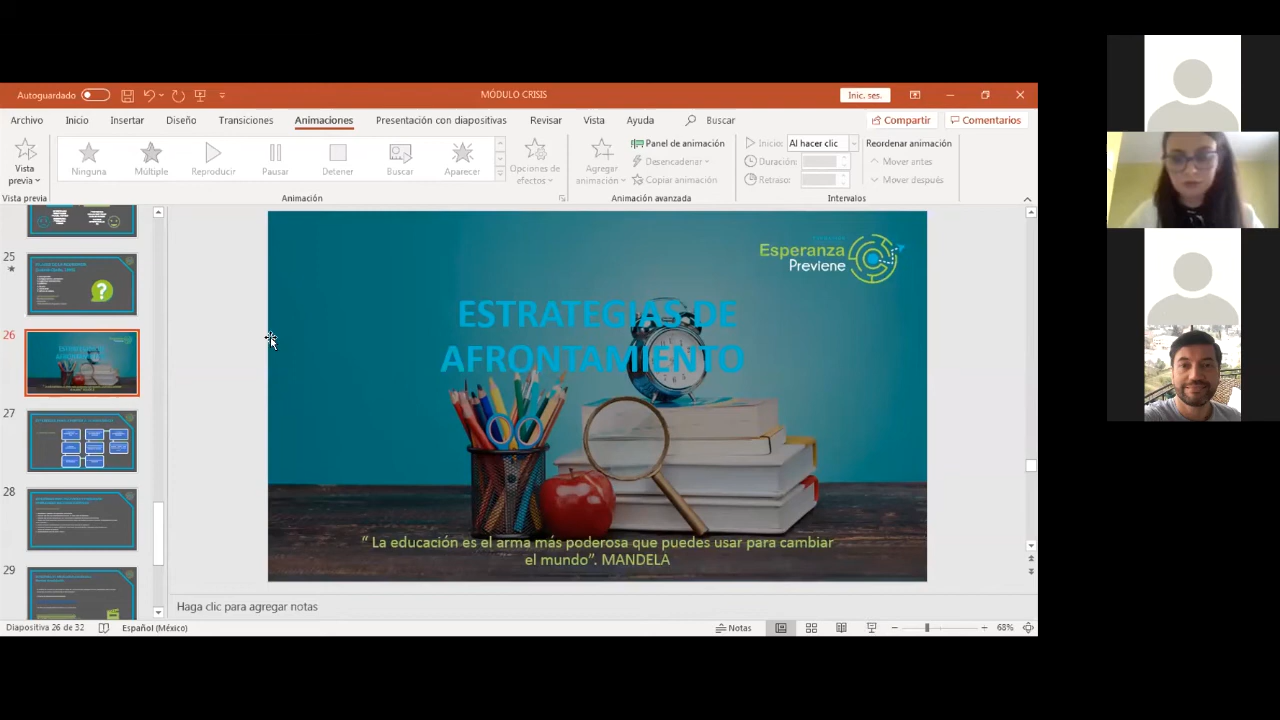 Autoguardado
MÓDULO CRISIS
Inic. ses.
Archivo Inicio Insertar Diseño Transiciones Animaciones Presentación con diapositivas Revisar Vista Ayuda Buscar Compartir Comentarios
Vista previa
Ninguna Múltiple Reproducir Pausar Detener Buscar Aparecer
Opciones de efectos
Agregar animación
Panel de animación
Desencadenar
Copiar animación
Inicio: Al hacer clic
Duración:
Retraso:
Reordenar animación
Mover antes
Mover después
Vista previa Animación Animación avanzada Intervalos
25
26
27
28
29
Esperanza
Previene
ESTRATEGIAS DE
AFRONTAMIENTO
“ La educación es el arma más poderosa que puedes usar para cambiar
el mundo”. MANDELA
Haga clic para agregar notas
Diapositiva 26 de 32 Español (México) Notas 68%